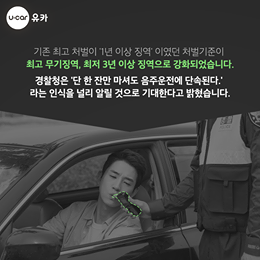 u-car 유카
기존 최고 처벌이 '1년 이상 징역' 이였던 처벌기준이
최고 무기징역, 최저 3년 이상 징역으로 강화되었습니다.
경찰청은 '단 한 잔만 마셔도 음주운전에 단속된다.'
라는 인식을 널리 알릴 것으로 기대한다고 밝혔습니다.